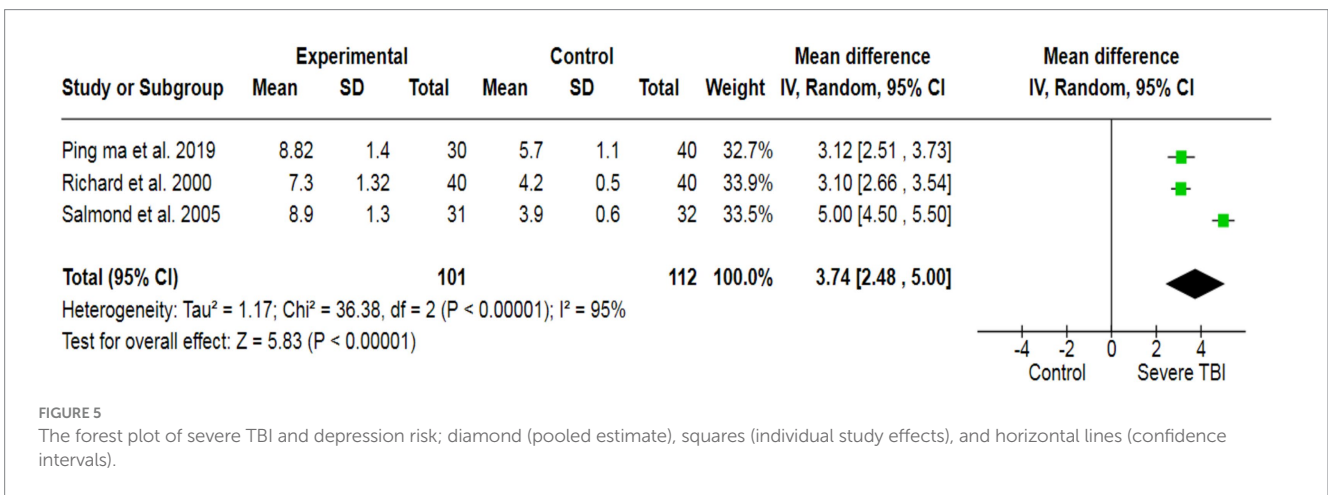 Experimental Control Mean difference Mean difference
Study or Subgroup Mean SD Total Mean SD Total Weight IV, Random, 95% CI IV, Random, 95% CI
Ping ma et al. 2019 8.82 1.4 30 5.7 1.1 40 32.7% 3.12 [2.51 , 3.73]
Richard et al. 2000 7.3 1.32 40 4.2 0.5 40 33.9% 3.10 [2.66 , 3.54]
Salmond et al. 2005 8.9 1.3 31 3.9 0.6 32 33.5% 5.00 [4.50 , 5.50]
Total (95% CI) 101 112 100.0% 3.74 [2.48 , 5.00]
Heterogeneity: Tau² = 1.17; Chi² = 36.38, df = 2 (P < 0.00001); I² = 95%
Test for overall effect: Z = 5.83 (P < 0.00001)
-4 -2 0 2 4
Control Severe TBI
FIGURE 5
The forest plot of severe TBI and depression risk; diamond (pooled estimate), squares (individual study effects), and horizontal lines (confidence
intervals).